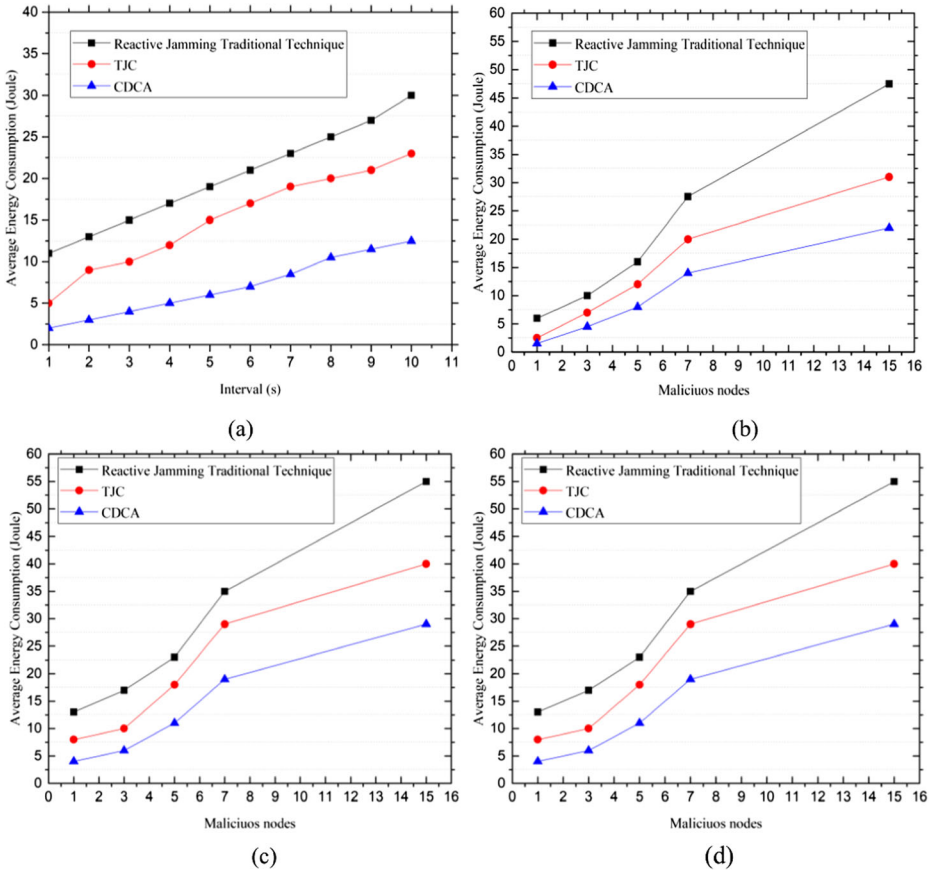 40
35
30
25
20
15
10
5
0
Average Energy Consumption (Joule)
Reactive Jamming Traditional Technique
TJC
CDCA
1 2 3 4 5 6 7 8 9 10 11
Interval (s)
(a)
60
55
50
45
40
35
30
25
20
15
10
5
0
Average Energy Consumption (Joule)
Reactive Jamming Traditional Technique
TJC
CDCA
0 1 2 3 4 5 6 7 8 9 10 11 12 13 14 15 16
Maliciuos nodes
(b)
60
55
50
45
40
35
30
25
20
15
10
5
0
Average Energy Consumption (Joule)
Reactive Jamming Traditional Technique
TJC
CDCA
0 1 2 3 4 5 6 7 8 9 10 11 12 13 14 15 16
Maliciuos nodes
(c)
60
55
50
45
40
35
30
25
20
15
10
5
0
Average Energy Consumption (Joule)
Reactive Jamming Traditional Technique
TJC
CDCA
0 1 2 3 4 5 6 7 8 9 10 11 12 13 14 15 16
Maliciuos nodes
(d)